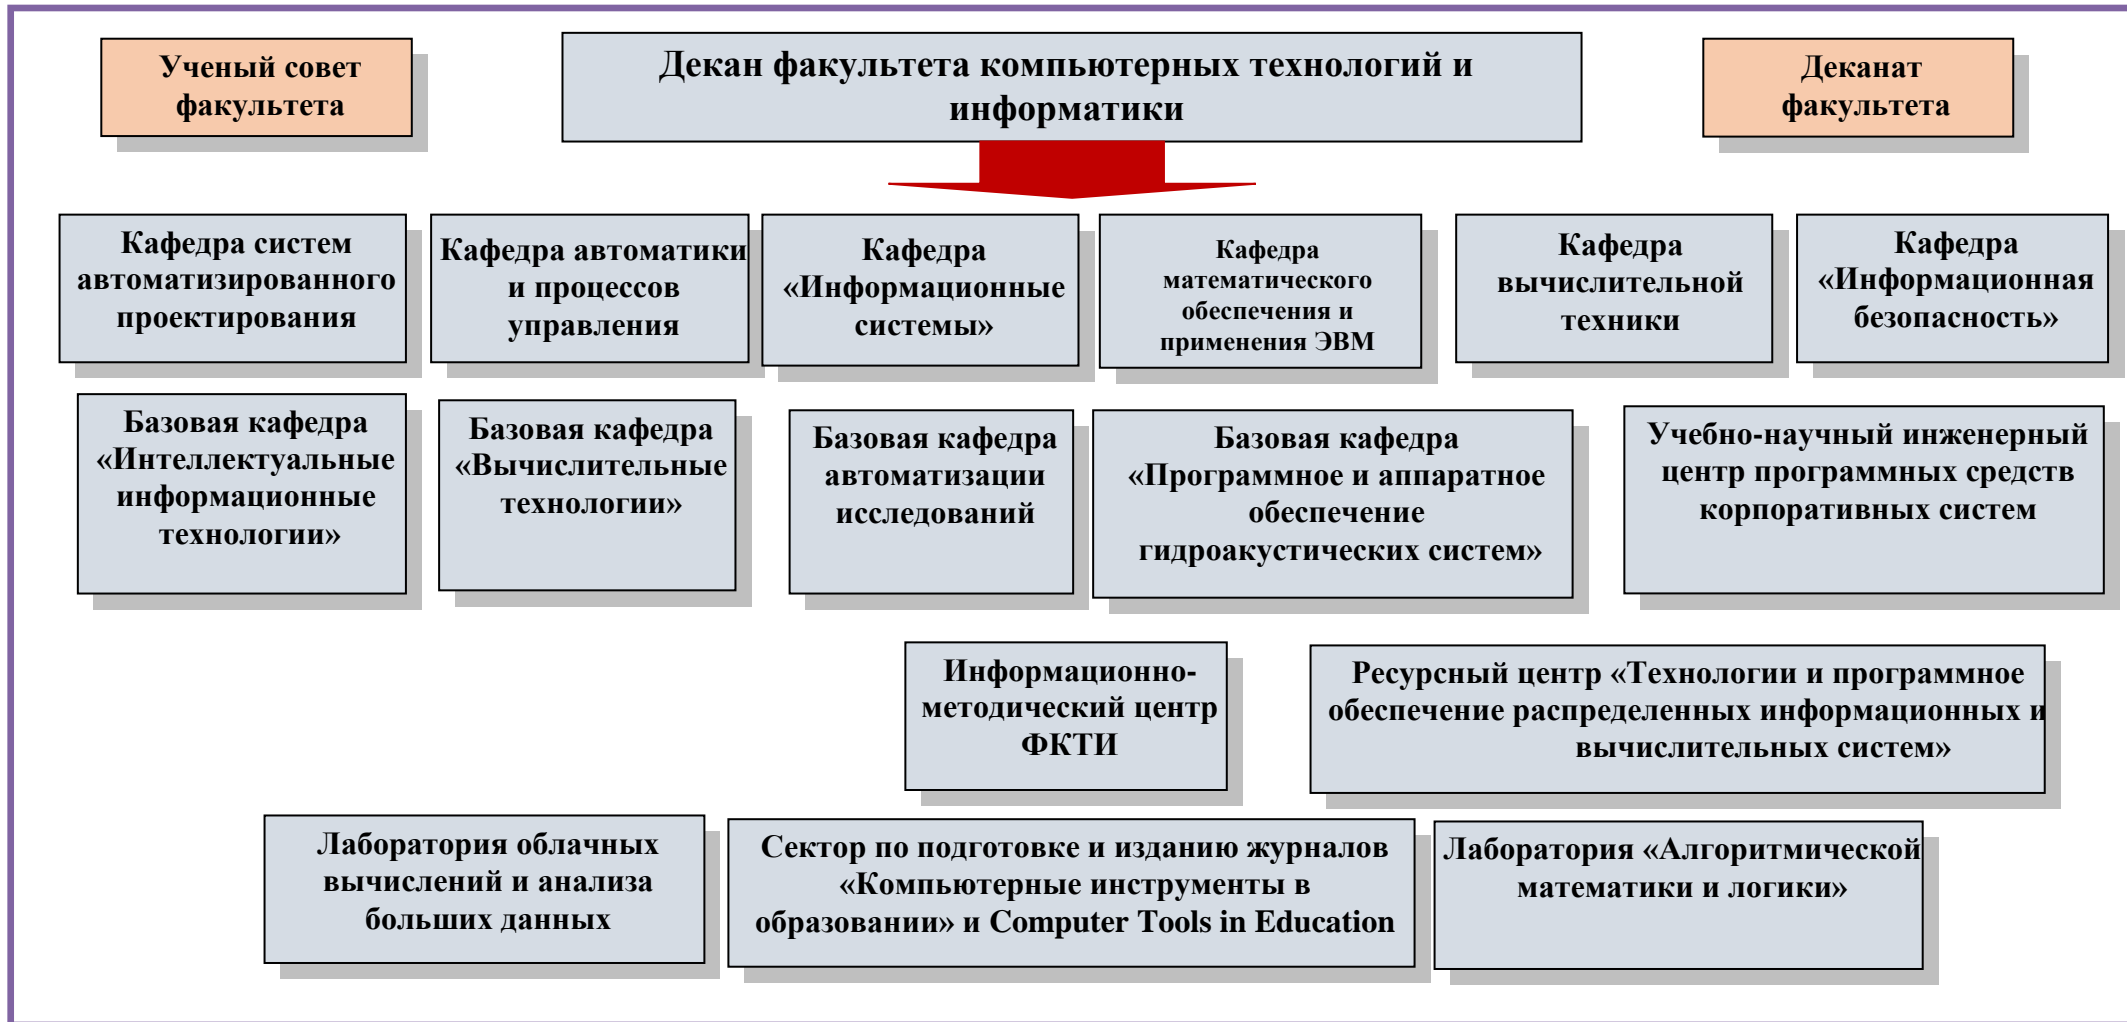 Ученый совет
факультета
Декан факультета компьютерных технологий и
информатики
Деканат
факультета
Кафедра систем
автоматизированного
проектирования
Кафедра автоматики
и процессов
управления
Кафедра
«Информационные
системы»
Кафедра
математического
обеспечения и
применения ЭВМ
Кафедра
вычислительной
техники
Кафедра
«Информационная
безопасность»
Базовая кафедра
«Интеллектуальные
информационные
технологии»
Базовая кафедра
«Вычислительные
технологии»
Базовая кафедра
автоматизации
исследований
Базовая кафедра
«Программное и аппаратное
обеспечение
гидроакустических систем»
Учебно-научный инженерный
центр программных средств
корпоративных систем
Информационно-
методический центр
ФКТИ
Ресурсный центр «Технологии и программное
обеспечение распределенных информационных и
вычислительных систем»
Лаборатория облачных
вычислений и анализа
больших данных
Сектор по подготовке и изданию журналов
«Компьютерные инструменты в
образовании» и Computer Tools in Education
Лаборатория «Алгоритмической
математики и логики»